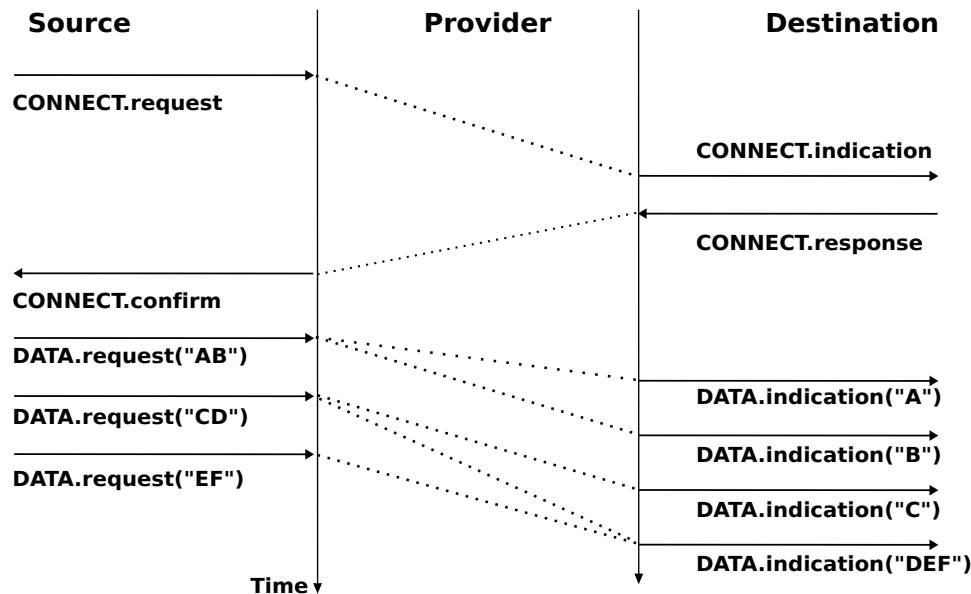 Source Provider Destination
CONNECT.request
CONNECT.indication
CONNECT.response
CONNECT.confirm
DATA.request("AB")
DATA.indication("A")
DATA.request("CD")
DATA.indication("B")
DATA.request("EF")
DATA.indication("C")
DATA.indication("DEF")
Time